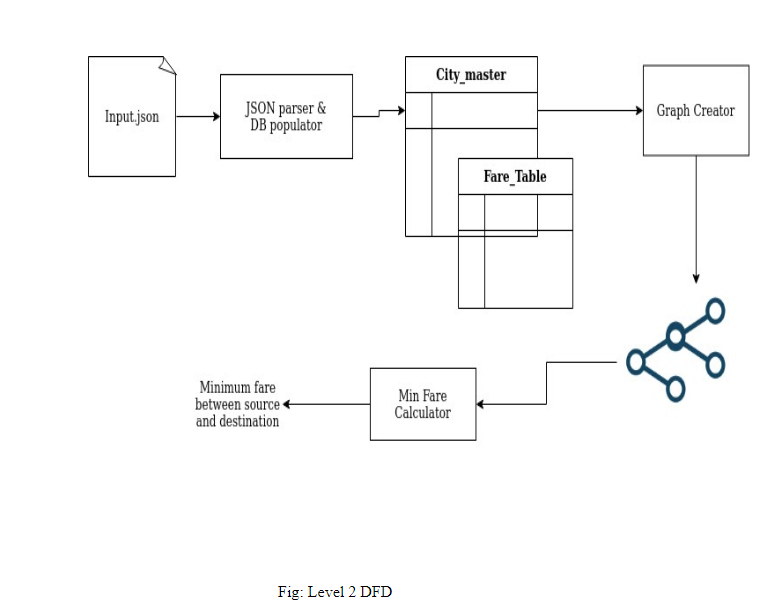 Input.json
JSON parser &
DB populator
City_master
Fare_Table
Graph Creator
Min Fare
Calculator
Minimum fare
between source
and destination
Fig: Level 2 DFD